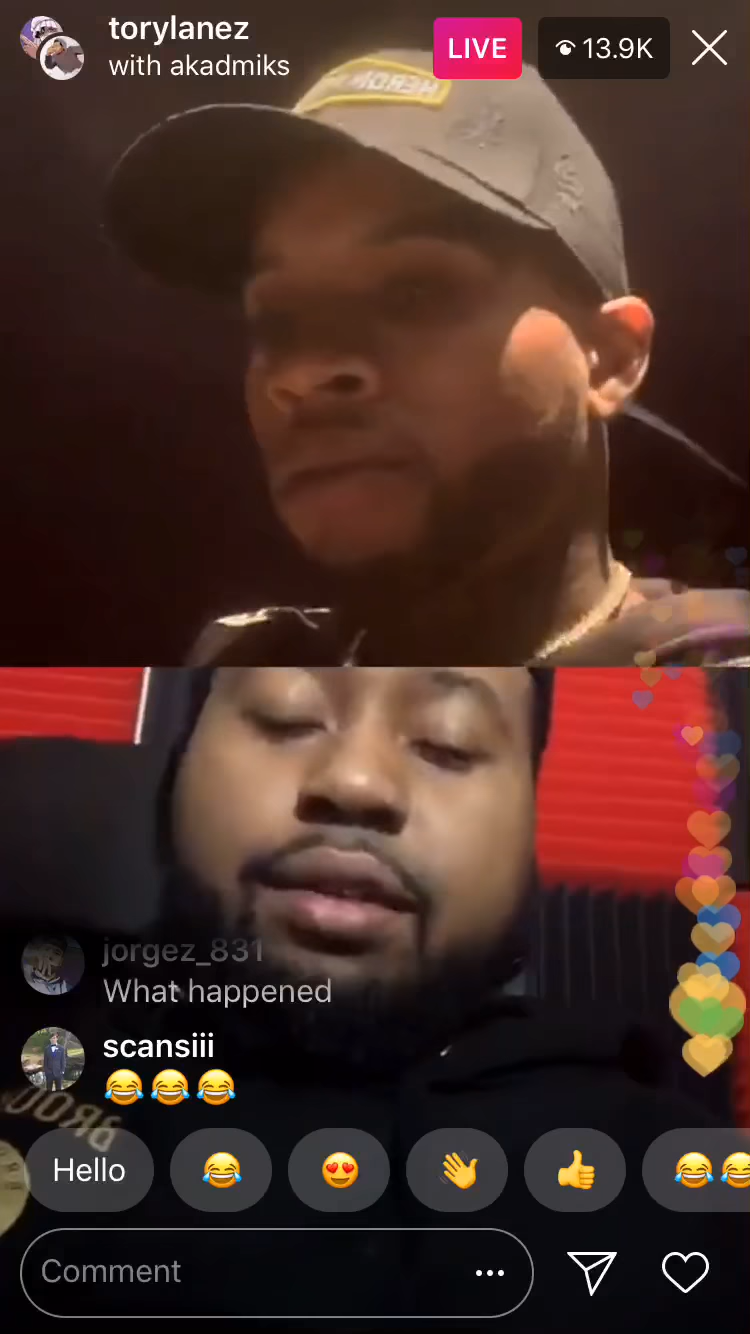 torylanez
with akadmiks
LIVE
13.9K
jorgez_831
What happened
scansiii
😂😂😂
Hello
😂
😍
👋
👍
😂😂
Comment